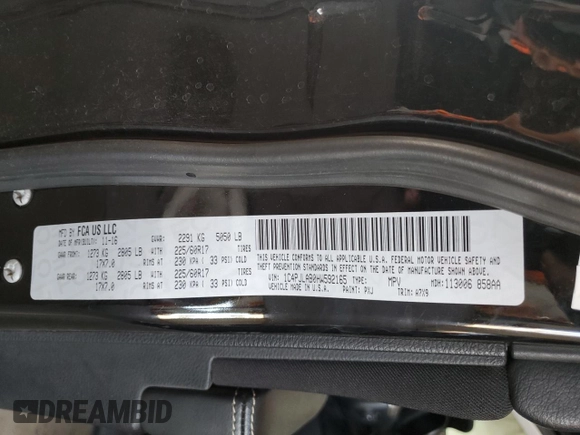 MFD BY FCA US LLC
DATE OF MFR/BUILT: 11-16 GVWR: 2291 KG 5050 LB
GAWR FRONT: 1273 KG 2805 LB WITH 225/60R17 TIRES
17X7.0 RIMS AT 230 KPA ( 33 PSI) COLD
GAWR REAR: 1273 KG 2805 LB WITH 225/60R17 TIRES
17X7.0 RIMS AT 230 KPA ( 33 PSI) COLD
THIS VEHICLE CONFORMS TO ALL APPLICABLE U.S.A. FEDERAL MOTOR VEHICLE SAFETY AND
THEFT PREVENTION STANDARDS IN EFFECT ON THE DATE OF MANUFACTURE SHOWN ABOVE.
VIN: 1C4PJLAB0HW592165 TYPE: MPV MDH: 113006 858AA
VEHICLE MADE IN U.S.A. PAINT: PXJ TRIM: A7X9
DREAMBID